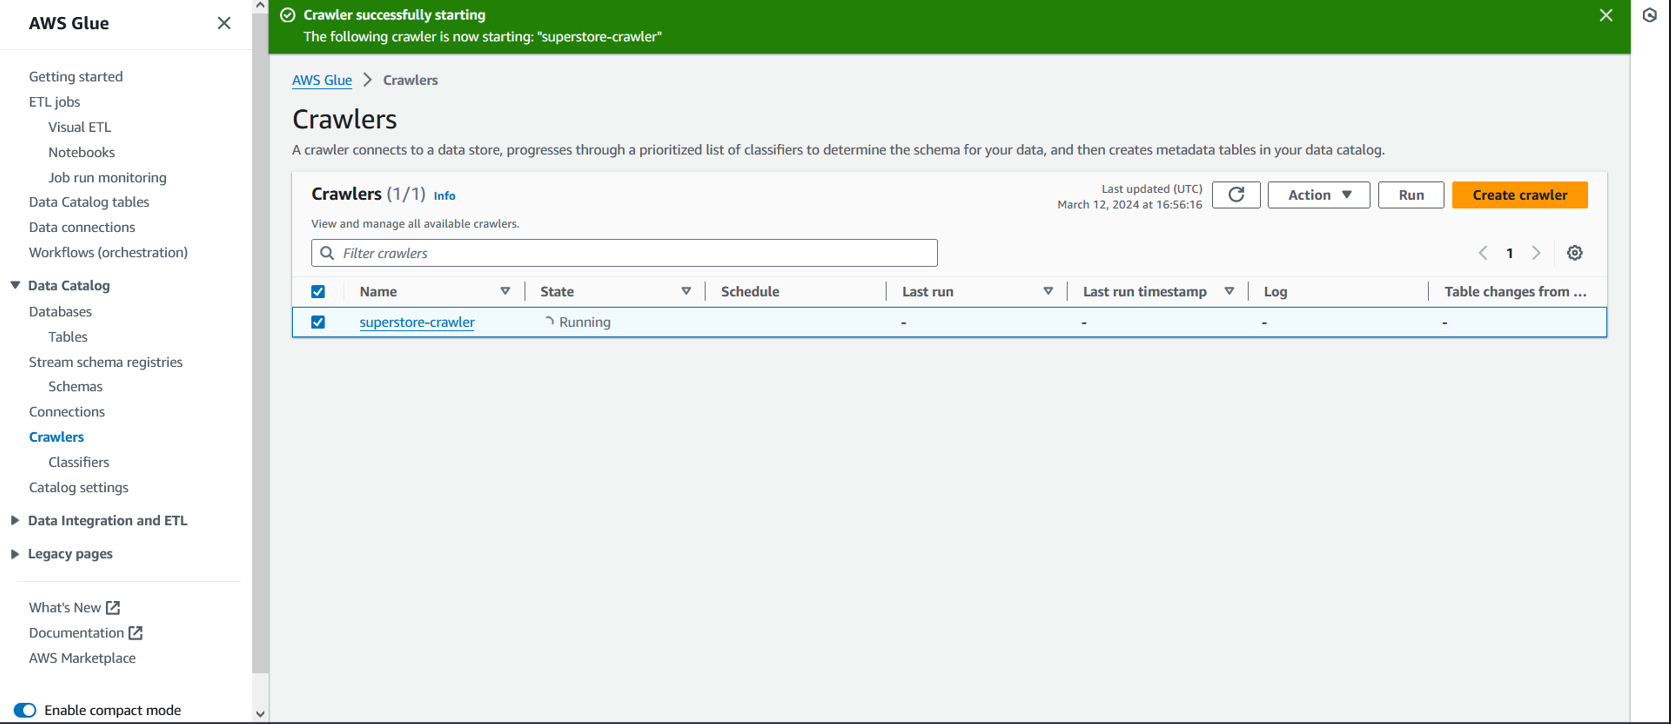 AWS Glue
Getting started
ETL jobs
Visual ETL
Notebooks
Job run monitoring
Data Catalog tables
Data connections
Workflows (orchestration)
Data Catalog
Databases
Tables
Stream schema registries
Schemas
Connections
Crawlers
Classifiers
Catalog settings
Data Integration and ETL
Legacy pages
What's New
Documentation
AWS Marketplace
Enable compact mode
Crawler successfully starting
The following crawler is now starting: "superstore-crawler"
AWS Glue > Crawlers
Crawlers
A crawler connects to a data store, progresses through a prioritized list of classifiers to determine the schema for your data, and then creates metadata tables in your data catalog.
Crawlers (1/1) Info
View and manage all available crawlers.
Last updated (UTC)
March 12, 2024 at 16:56:16
Action Run Create crawler
Filter crawlers
1
Name State Schedule Last run Last run timestamp Log Table changes from ...
superstore-crawler Running - - - -